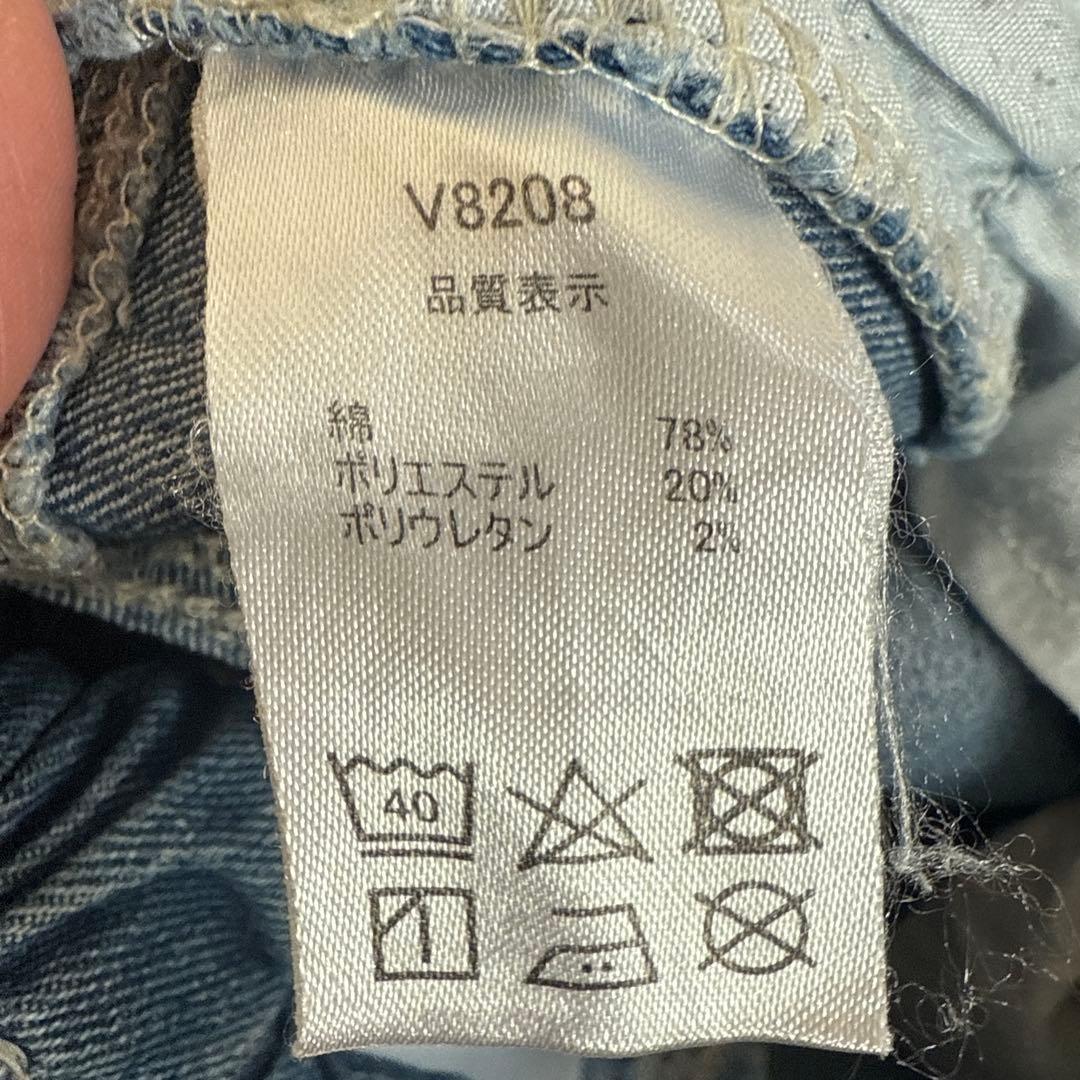 V8208
品質表示
綿 78%
ポリエステル 20%
ポリウレタン 2%
40